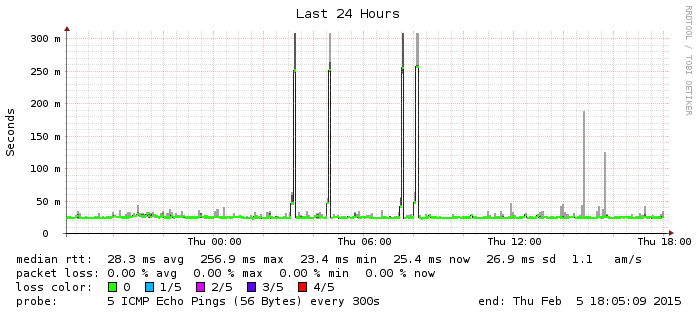 Last 24 Hours
RRDTOOL / TOBI OETIKER
Seconds
300 m
250 m
200 m
150 m
100 m
50 m
0
Thu 00:00 Thu 06:00 Thu 12:00 Thu 18:00
median rtt: 28.3 ms avg 256.9 ms max 23.4 ms min 25.4 ms now 26.9 ms sd 1.1 am/s
packet loss: 0.00 % avg 0.00 % max 0.00 % min 0.00 % now
loss color: 0 1/5 2/5 3/5 4/5
probe: 5 ICMP Echo Pings (56 Bytes) every 300s end: Thu Feb 5 18:05:09 2015